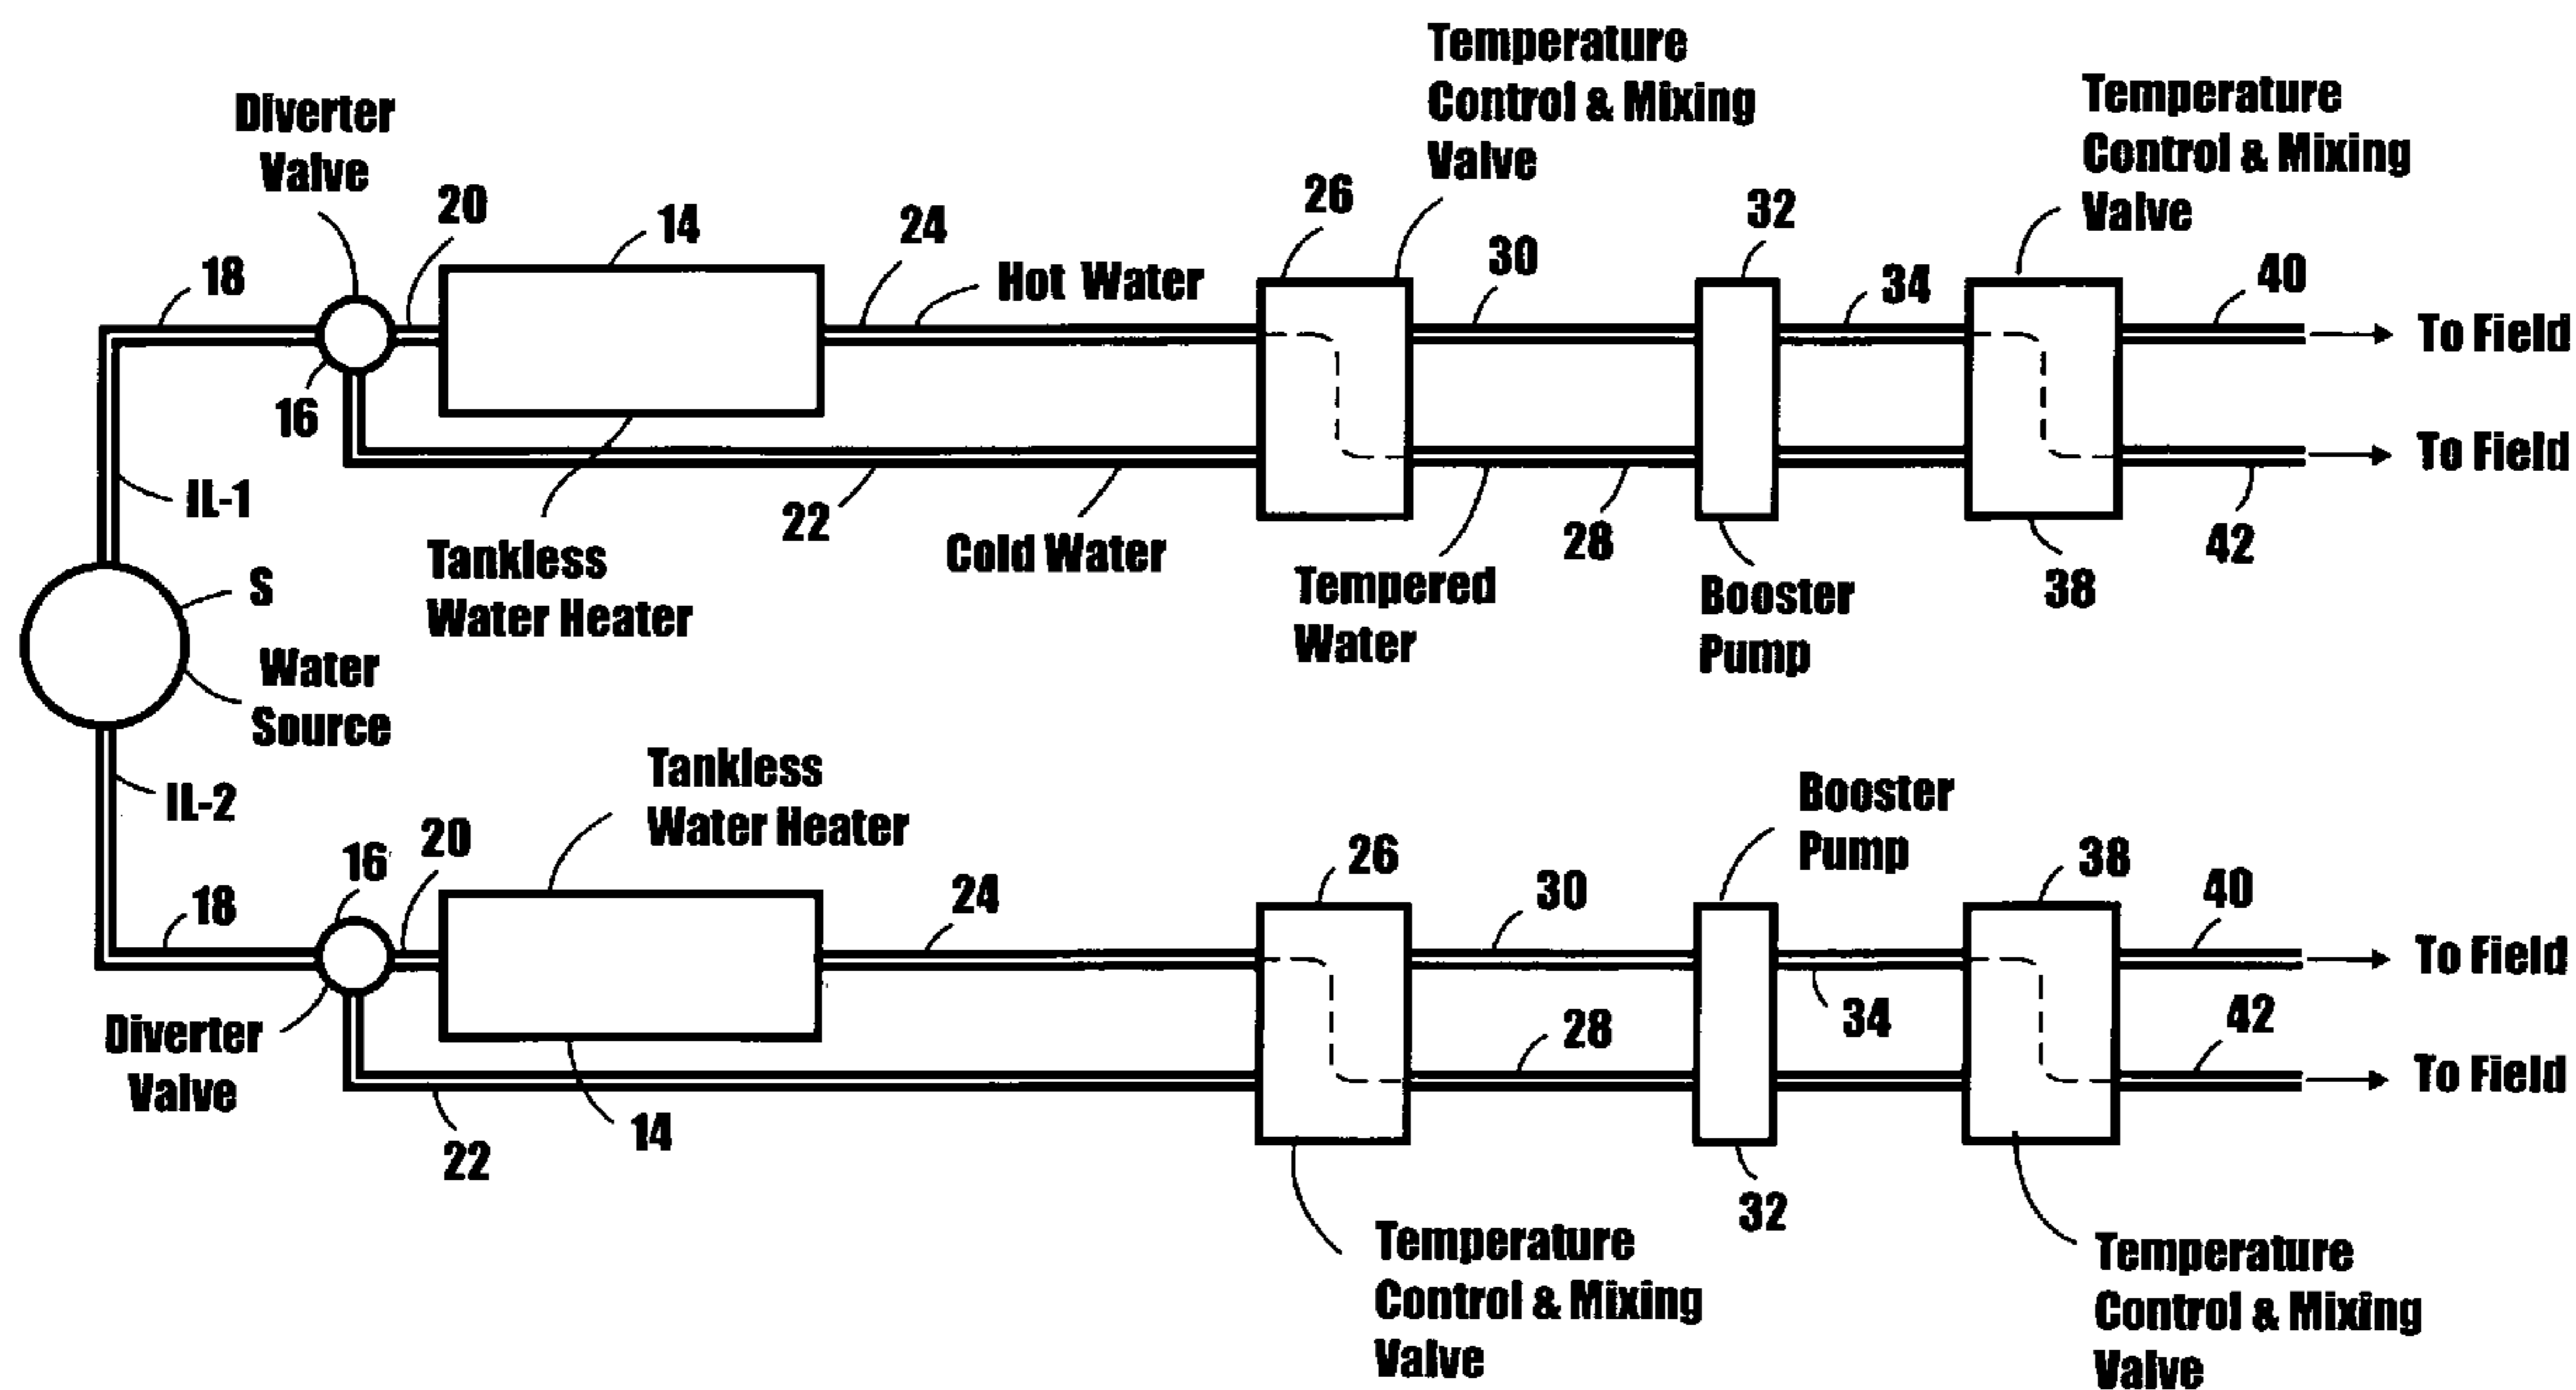 Temperature
Control & Mixing
Valve
Temperature
Control & Mixing
Valve
Diverter
Valve
20
14
24
26
32
18
Hot Water
30
34
40
To Field
16
To Field
IL-1
22
Cold Water
28
42
Tankless
Water Heater
Tempered
Water
Booster
Pump
38
S
Water
Source
IL-2
Tankless
Water Heater
Booster
Pump
16
20
26
38
18
24
30
40
To Field
Diverter
Valve
28
34
42
To Field
22
14
32
Temperature
Control & Mixing
Valve
Temperature
Control & Mixing
Valve